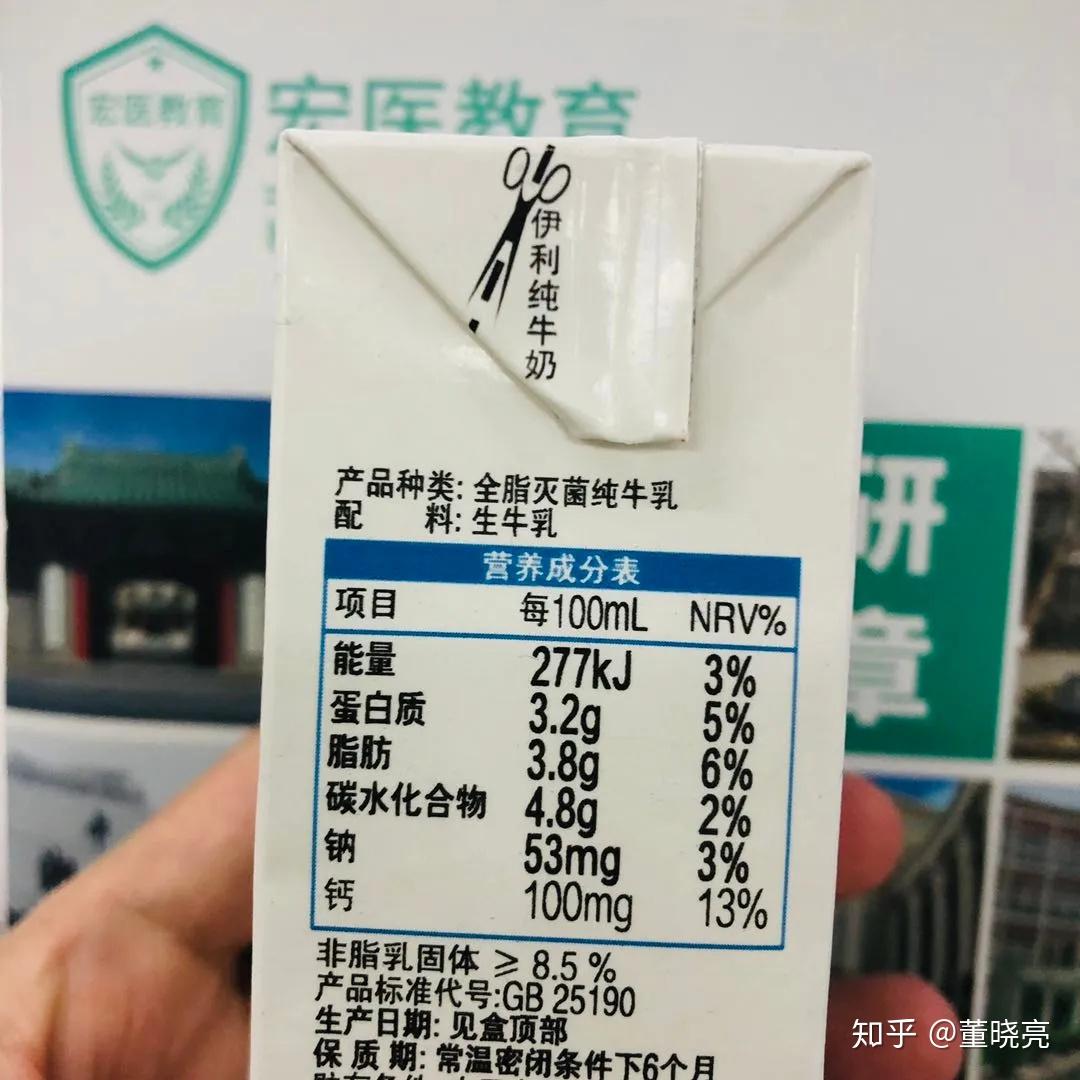 宏医教育
宏医教育
伊利纯牛奶
研
章
产品种类: 全脂灭菌纯牛乳
配 料: 生牛乳
营养成分表
项目 每100mL NRV%
能量 277kJ 3%
蛋白质 3.2g 5%
脂肪 3.8g 6%
碳水化合物 4.8g 2%
钠 53mg 3%
钙 100mg 13%
非脂乳固体 ≥ 8.5 %
产品标准代号:GB 25190
生产日期: 见盒顶部
保 质 期: 常温密闭条件下6个月
知乎 @董晓亮